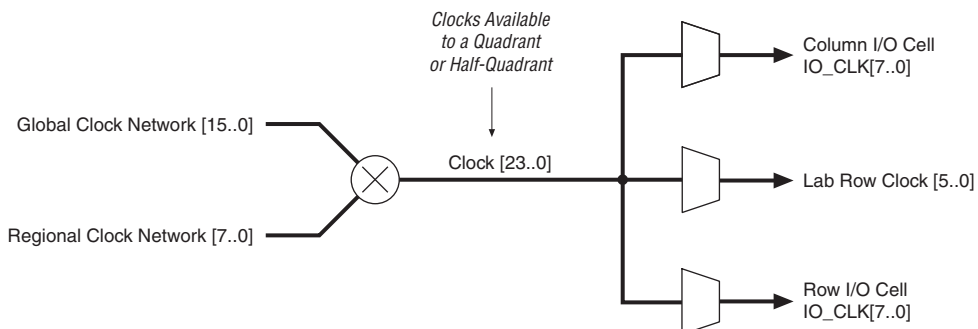 Clocks Available
to a Quadrant
or Half-Quadrant
Column I/O Cell
IO_CLK[7..0]
Global Clock Network [15..0]
Clock [23..0]
Lab Row Clock [5..0]
Regional Clock Network [7..0]
Row I/O Cell
IO_CLK[7..0]